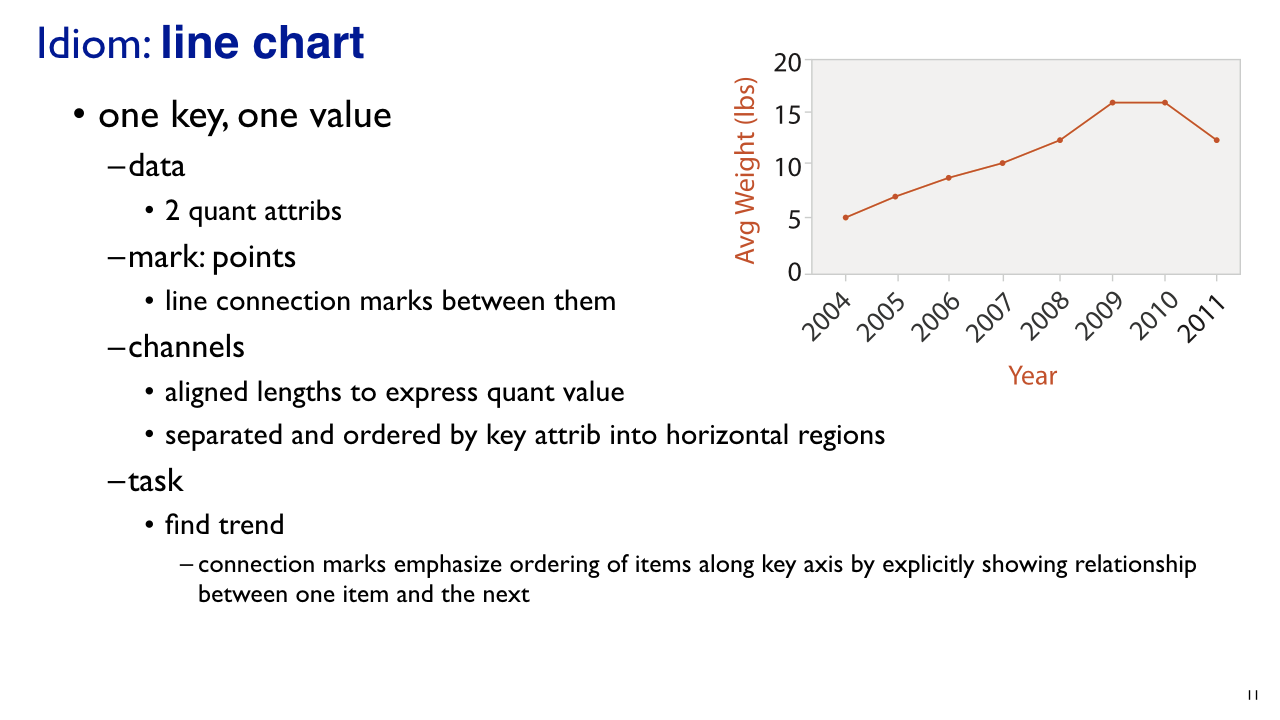 Idiom: line chart
• one key, one value
–data
• 2 quant attribs
–mark: points
• line connection marks between them
–channels
• aligned lengths to express quant value
• separated and ordered by key attrib into horizontal regions
–task
• find trend
– connection marks emphasize ordering of items along key axis by explicitly showing relationship
between one item and the next
Avg Weight (lbs)
20
15
10
5
0
2004 2005 2006 2007 2008 2009 2010 2011
Year
11